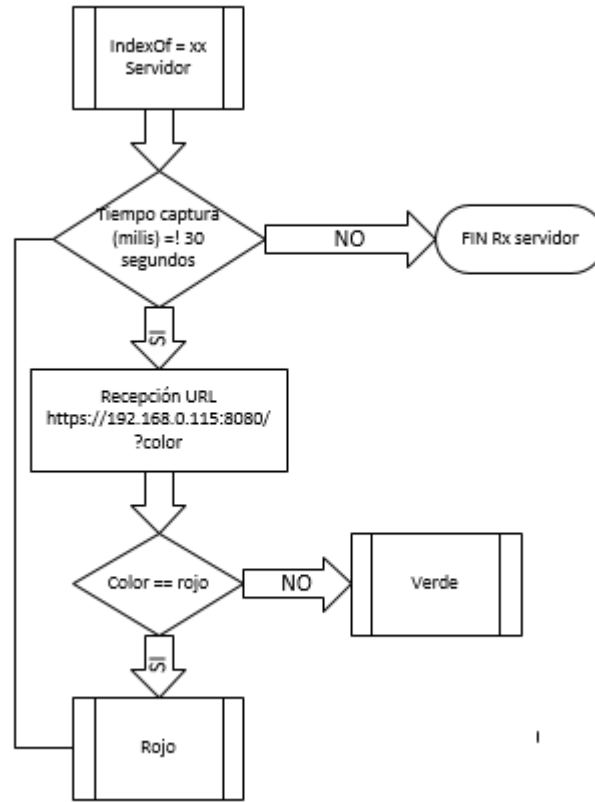 IndexOf = xx
Servidor
Tiempo captura
(milis) =! 30
segundos
NO
FIN Rx servidor
SI
Recepción URL
https://192.168.0.115:8080/
?color
Color == rojo
NO
Verde
SI
Rojo